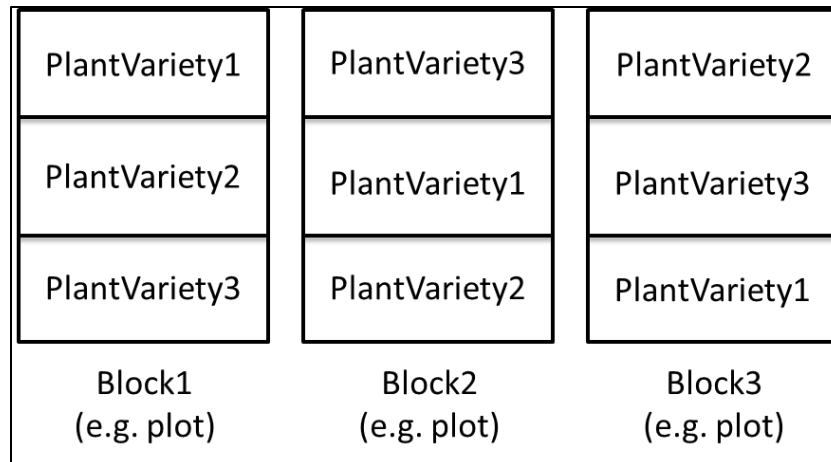 PlantVariety1
PlantVariety2
PlantVariety3
Block1
(e.g. plot)
PlantVariety3
PlantVariety1
PlantVariety2
Block2
(e.g. plot)
PlantVariety2
PlantVariety3
PlantVariety1
Block3
(e.g. plot)